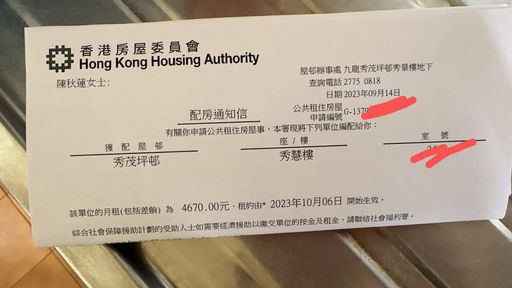 香港房屋委員會
Hong Kong Housing Authority
屋邨辦事處 九龍秀茂坪邨秀景樓地下
陳秋蓮女士:
查詢電話 2775 0818
日期 2023年09月14日
配房通知信
公共租住房屋
申請編號 G-1379
有關你申請公共租住房屋事,本署現將下列單位編配給你:
獲配屋邨 座/樓 室號
秀茂坪邨 秀慧樓
該單位的月租(包括差餉)為 4670.00元,租約由* 2023年10月06日 開始生效。
綜合社會保障援助計劃的受助人士如需要經濟援助以繳交單位的按金及租金,請聯絡社會福利署。